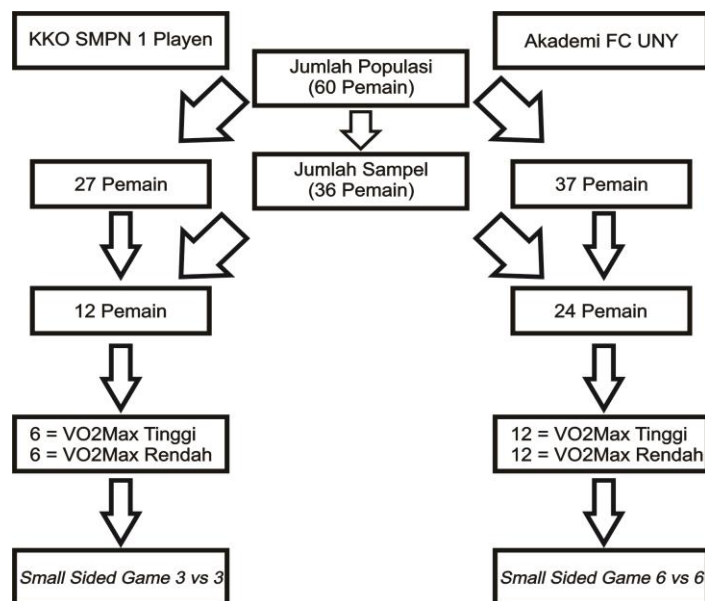 KKO SMPN 1 Playen
Jumlah Populasi
(60 Pemain)
Akademi FC UNY
27 Pemain
Jumlah Sampel
(36 Pemain)
37 Pemain
12 Pemain
24 Pemain
6 = VO2Max Tinggi
6 = VO2Max Rendah
12 = VO2Max Tinggi
12 = VO2Max Rendah
Small Sided Game 3 vs 3
Small Sided Game 6 vs 6